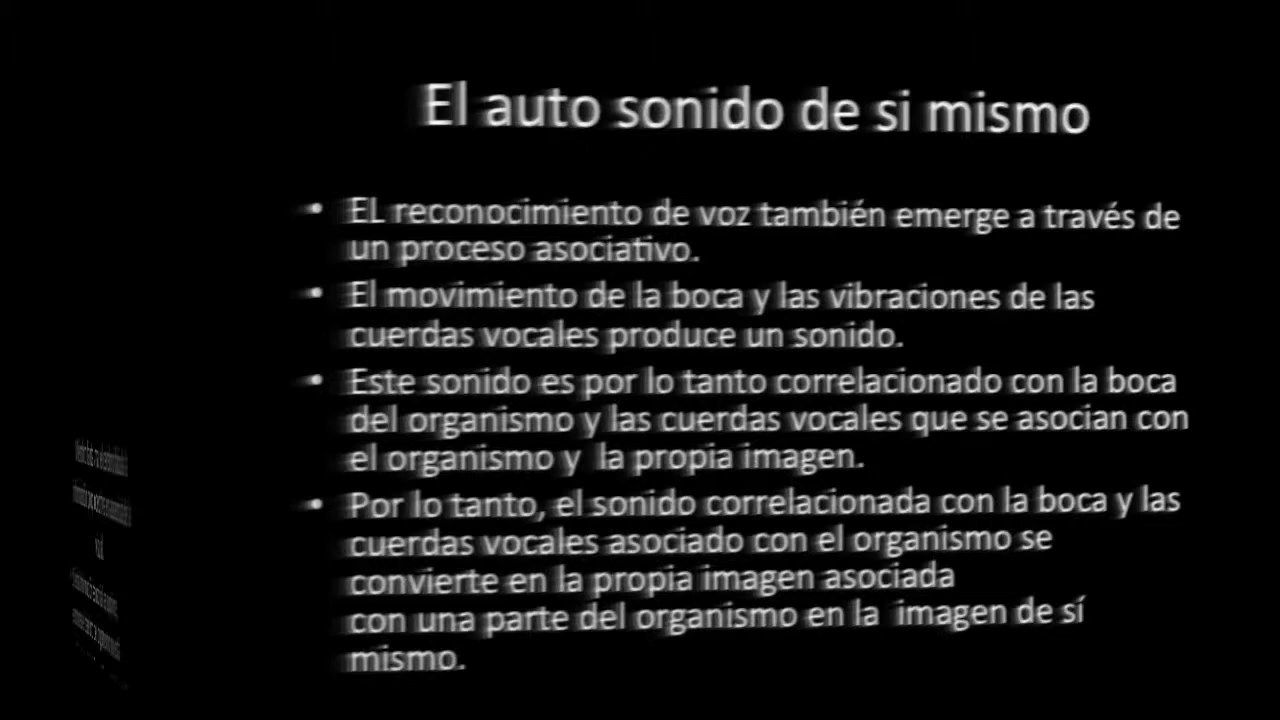 El auto sonido de si mismo
• EL reconocimiento de voz también emerge a través de
un proceso asociativo.
• El movimiento de la boca y las vibraciones de las
cuerdas vocales produce un sonido.
• Este sonido es por lo tanto correlacionado con la boca
del organismo y las cuerdas vocales que se asocian con
el organismo y la propia imagen.
• Por lo tanto, el sonido correlacionada con la boca y las
cuerdas vocales asociado con el organismo se
convierte en la propia imagen asociada
con una parte del organismo en la imagen de sí
mismo.